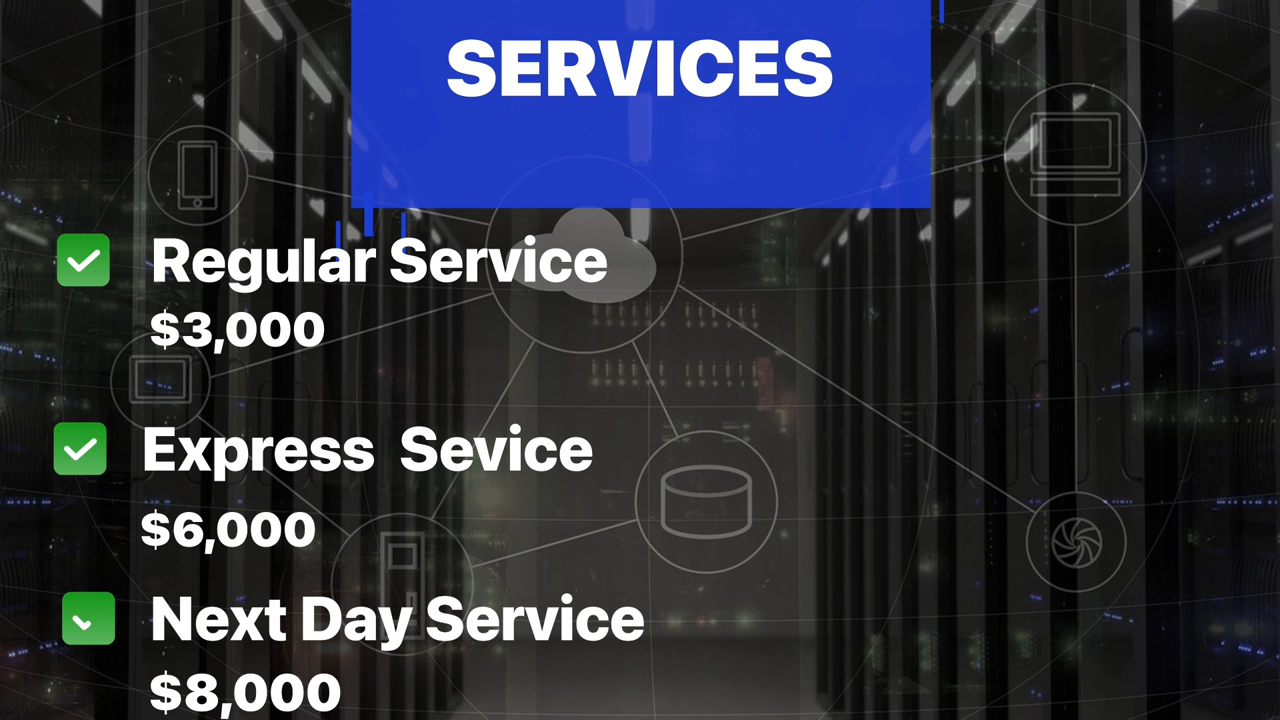 SERVICES
Regular Service
$3,000
Express Sevice
$6,000
Next Day Service
$8,000